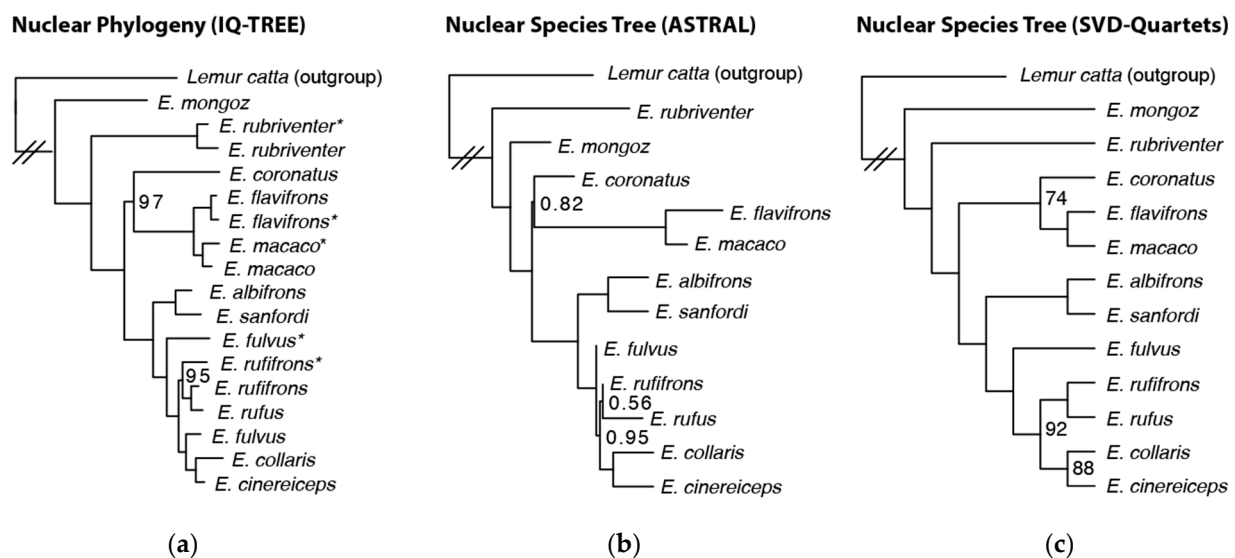 Nuclear Phylogeny (IQ-TREE)
Lemur catta (outgroup)
E. mongoz
E. rubriventer*
E. rubriventer
E. coronatus
97
E. flavifrons
E. flavifrons*
E. macaco*
E. macaco
E. albifrons
E. sanfordi
E. fulvus*
E. rufifrons*
95
E. rufifrons
E. rufus
E. fulvus
E. collaris
E. cinereiceps
(a)
Nuclear Species Tree (ASTRAL)
Lemur catta (outgroup)
E. rubriventer
E. mongoz
E. coronatus
0.82
E. flavifrons
E. macaco
E. albifrons
E. sanfordi
E. fulvus
E. rufifrons
0.56
E. rufus
0.95
E. collaris
E. cinereiceps
(b)
Nuclear Species Tree (SVD-Quartets)
Lemur catta (outgroup)
E. mongoz
E. rubriventer
E. coronatus
74
E. flavifrons
E. macaco
E. albifrons
E. sanfordi
E. fulvus
E. rufifrons
E. rufus
92
E. collaris
88
E. cinereiceps
(c)